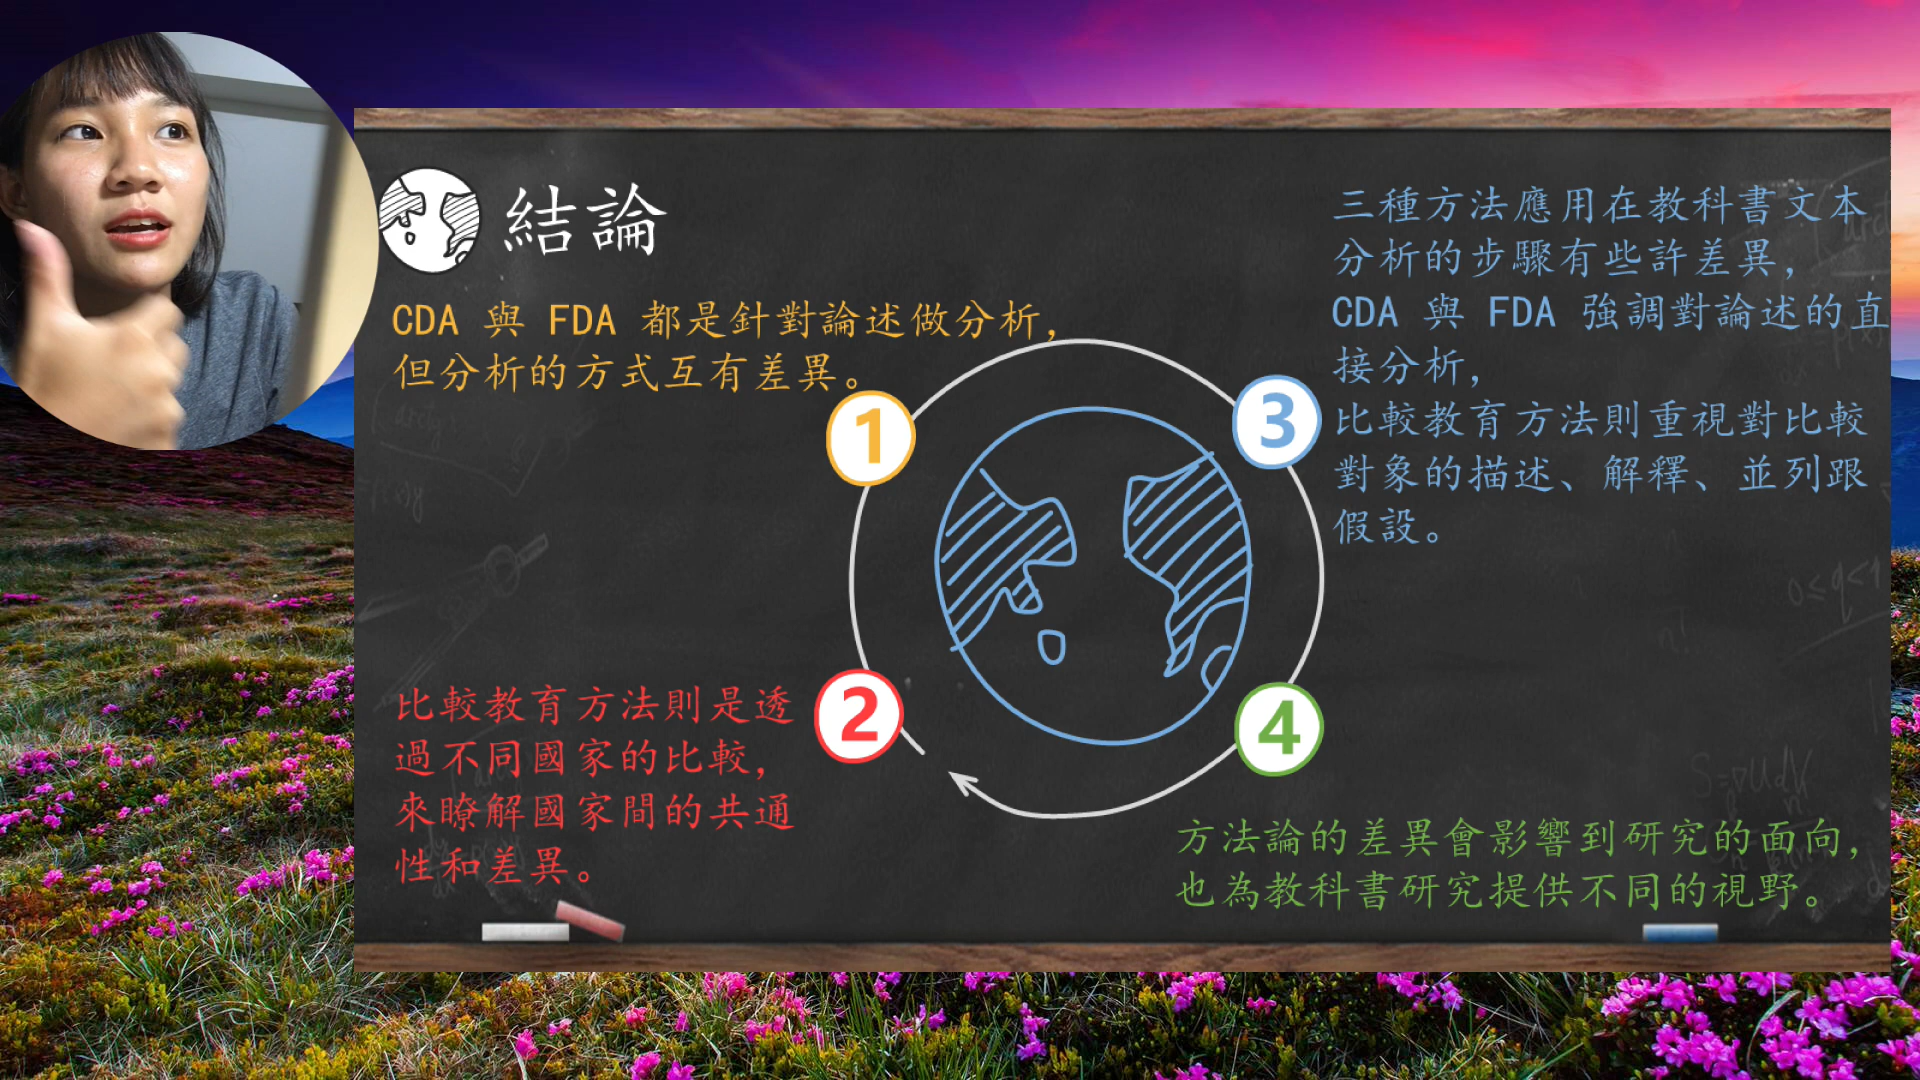 結論
CDA 與 FDA 都是針對論述做分析，
但分析的方式互有差異。
1
比較教育方法則是透
過不同國家的比較，
來瞭解國家間的共通
性和差異。
2
三種方法應用在教科書文本
分析的步驟有些許差異，
CDA 與 FDA 強調對論述的直
接分析，
比較教育方法則重視對比較
對象的描述、解釋、並列跟
假設。
3
方法論的差異會影響到研究的面向，
也為教科書研究提供不同的視野。
4